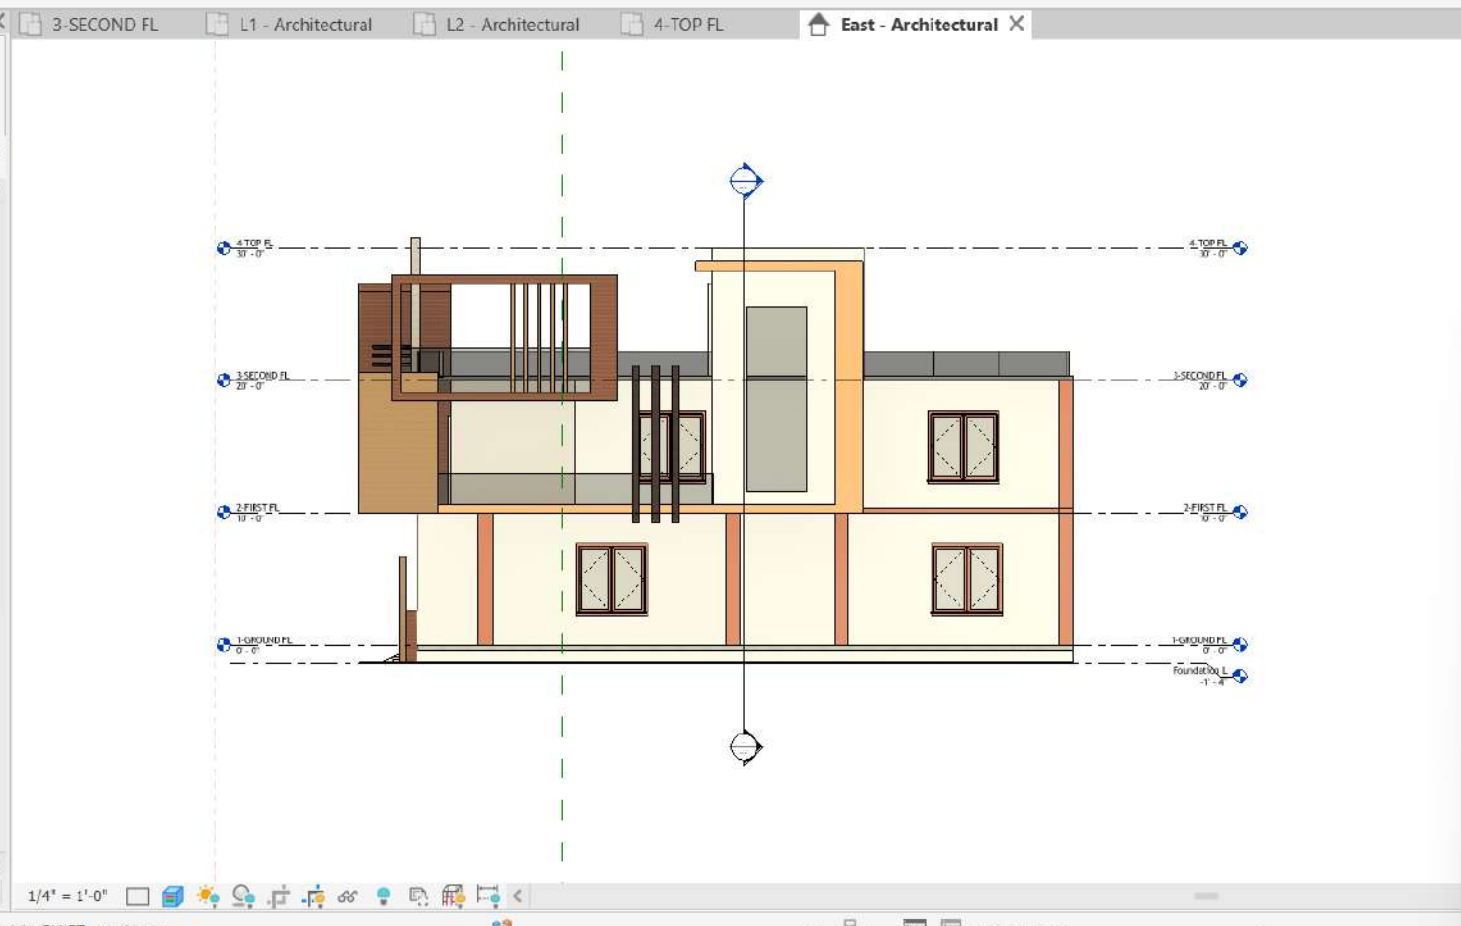 3-SECOND FL
L1 - Architectural
L2 - Architectural
4-TOP FL
East - Architectural
4-TOP FL
30' - 0"
4-TOP FL
30' - 0"
3-SECOND FL
20' - 0"
3-SECOND FL
20' - 0"
2-FIRST FL
10' - 0"
2-FIRST FL
10' - 0"
1-GROUND FL
0' - 0"
1-GROUND FL
0' - 0"
Foundation L
-1' - 4"
1/4" = 1'-0"